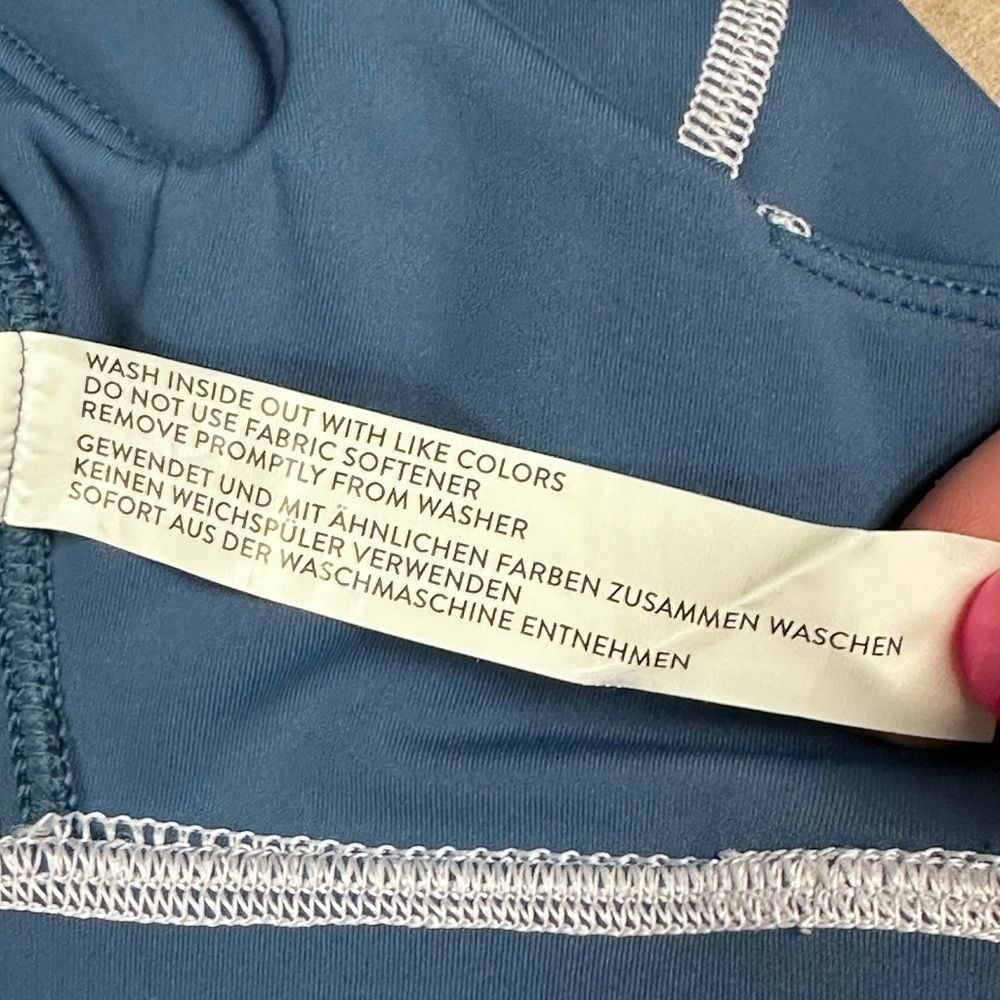 WASH INSIDE OUT WITH LIKE COLORS
DO NOT USE FABRIC SOFTENER
REMOVE PROMPTLY FROM WASHER
GEWENDET UND MIT ÄHNLICHEN FARBEN ZUSAMMEN WASCHEN
KEINEN WEICHSPÜLER VERWENDEN
SOFORT AUS DER WASCHMASCHINE ENTNEHMEN